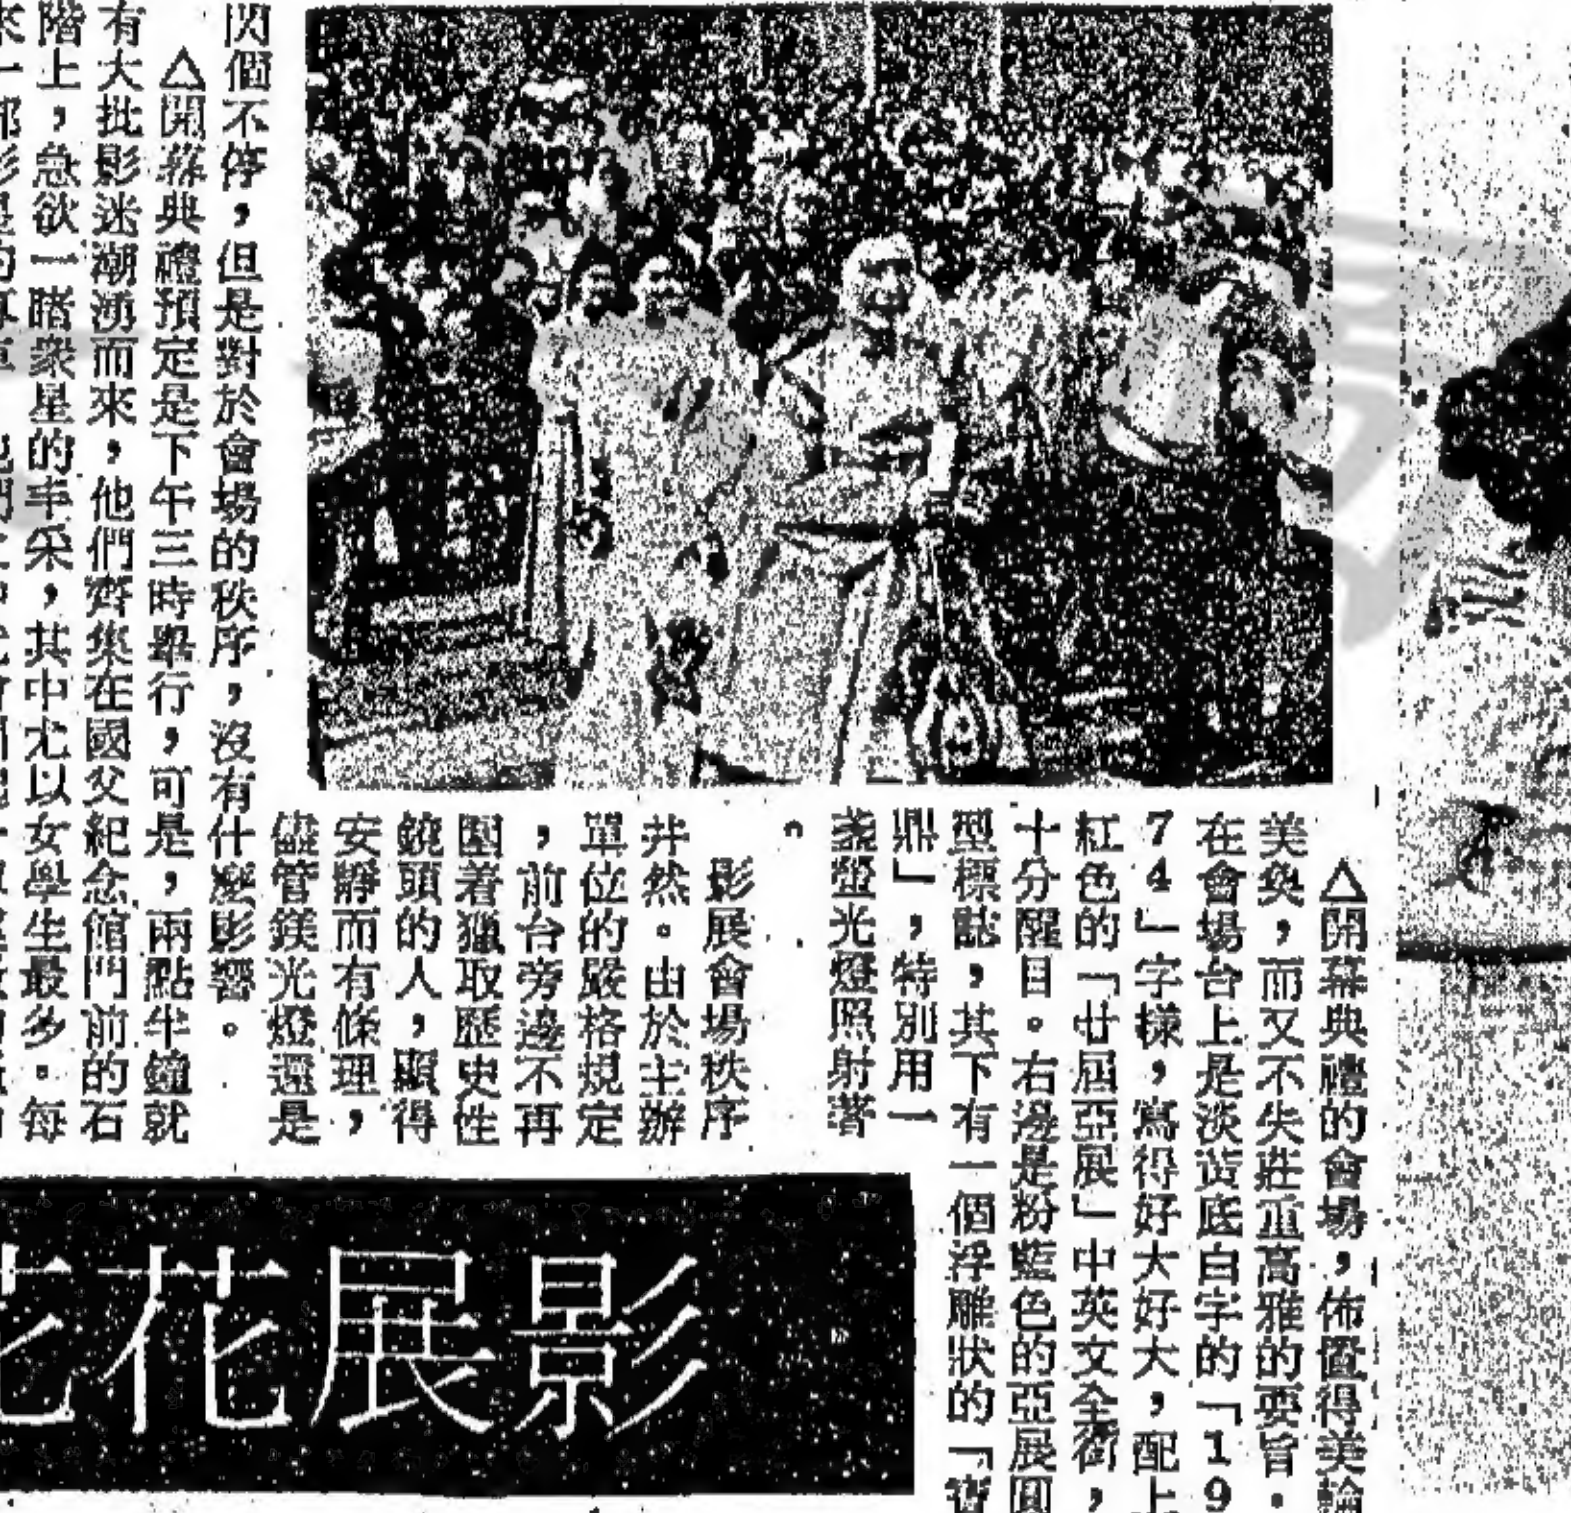 △開幕典禮的會場，佈置得美輪
美奐，而又不失莊重高雅的要旨。
在會場台上是淡黃底白字的「19
74」字樣，寫得好大好大，配上
紅色的「廿屆亞展」中英文全銜，
十分醒目。右邊是粉藍色的亞展圓
型標誌，其下有一個浮雕狀的「寶
鼎」，特別用一
盞螢光燈照射著
。
影展會場秩序
井然。由於主辦
單位的嚴格規定
，前台旁邊不再
圍着獵取歷史性
鏡頭的人，顯得
安靜而有條理，
儘管鎂光燈還是
閃個不停，但是對於會場的秩序，沒有什麼影響。
△開幕典禮預定是下午三時舉行，可是，兩點半鐘就
有大批影迷潮湧而來，他們齊集在國父紀念館門前的石
階上，急欲一睹衆星的丰采，其中尤以女學生最多。每
影展花